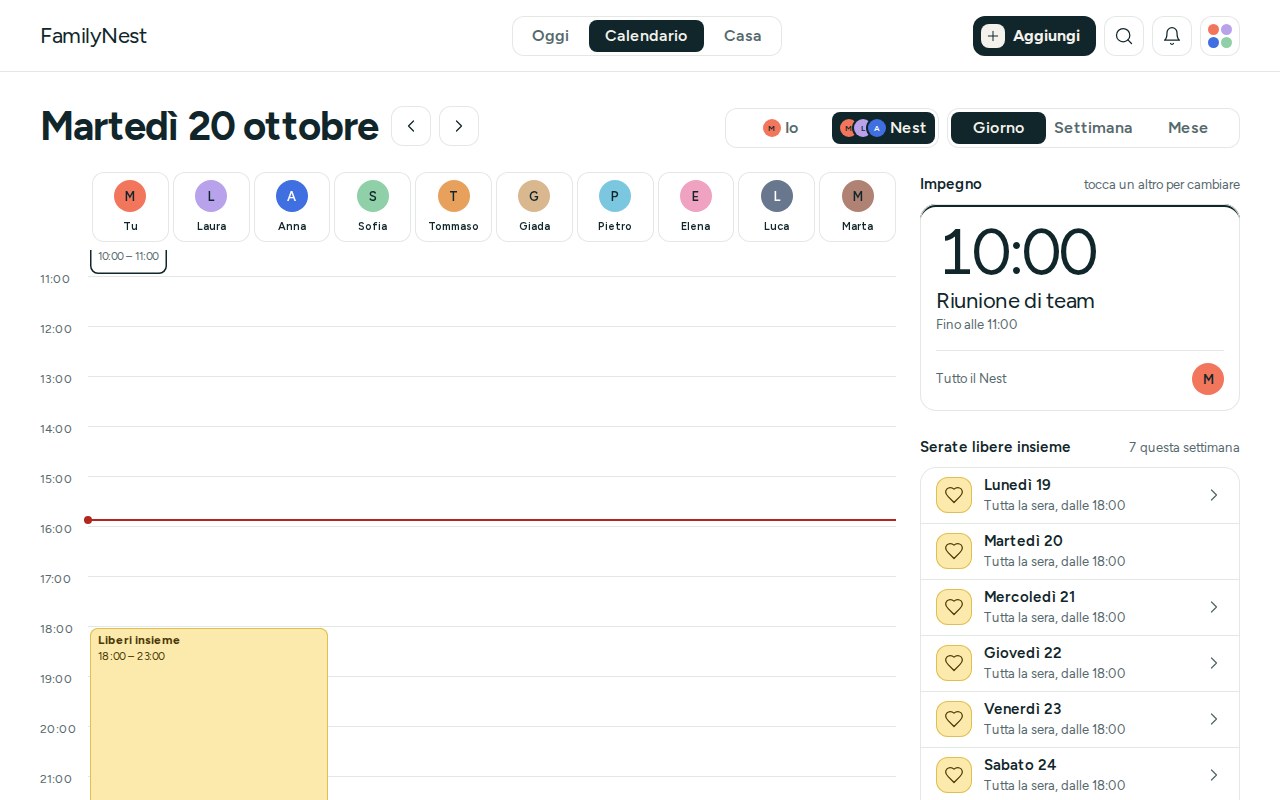 FamilyNest
Oggi
Calendario
Casa
Aggiungi
Martedì 20 ottobre
M Io
M L A Nest
Giorno
Settimana
Mese
M
Tu
L
Laura
A
Anna
S
Sofia
T
Tommaso
G
Giada
P
Pietro
E
Elena
L
Luca
M
Marta
10:00 – 11:00
11:00
12:00
13:00
14:00
15:00
16:00
17:00
18:00
19:00
20:00
21:00
Liberi insieme
18:00 – 23:00
Impegno
tocca un altro per cambiare
10:00
Riunione di team
Fino alle 11:00
Tutto il Nest
M
Serate libere insieme
7 questa settimana
Lunedì 19
Tutta la sera, dalle 18:00
Martedì 20
Tutta la sera, dalle 18:00
Mercoledì 21
Tutta la sera, dalle 18:00
Giovedì 22
Tutta la sera, dalle 18:00
Venerdì 23
Tutta la sera, dalle 18:00
Sabato 24
Tutta la sera, dalle 18:00